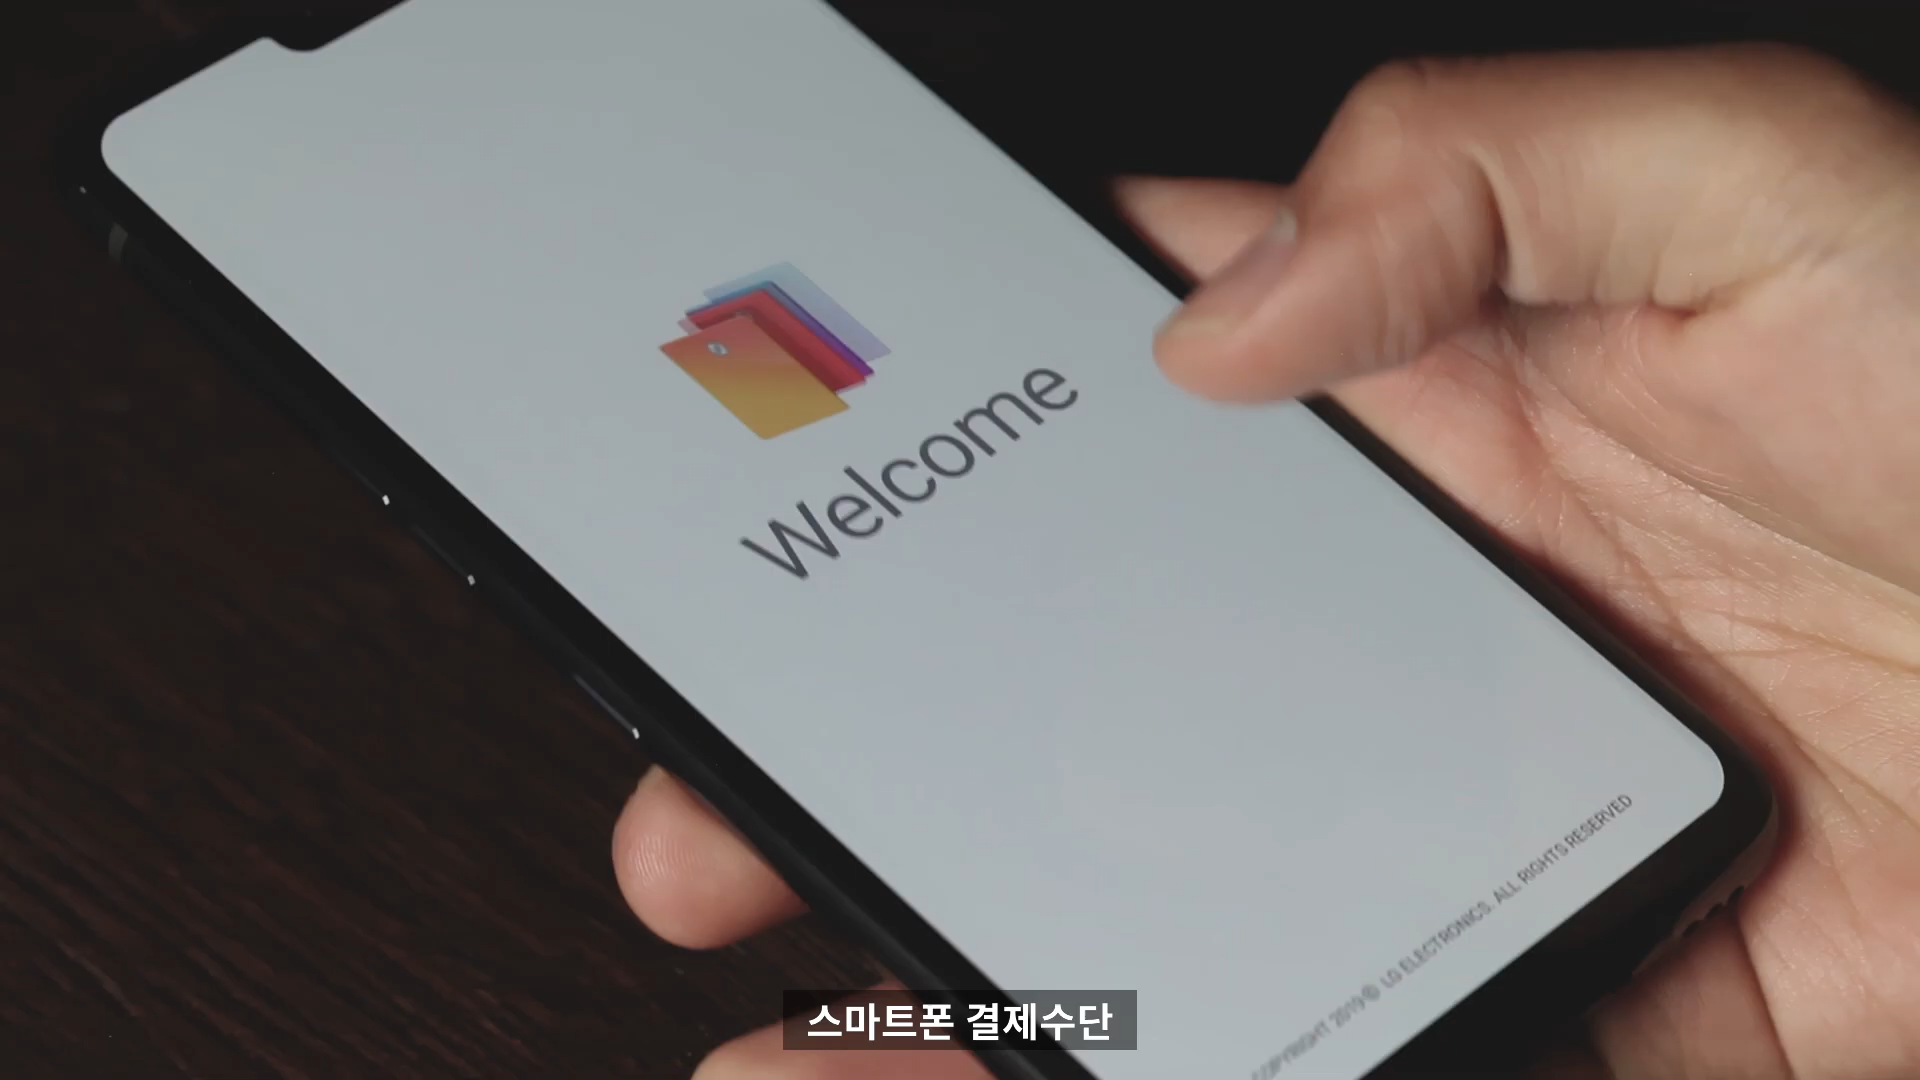 Welcome
COPYRIGHT 2019 © LG ELECTRONICS. ALL RIGHTS RESERVED
스마트폰 결제수단